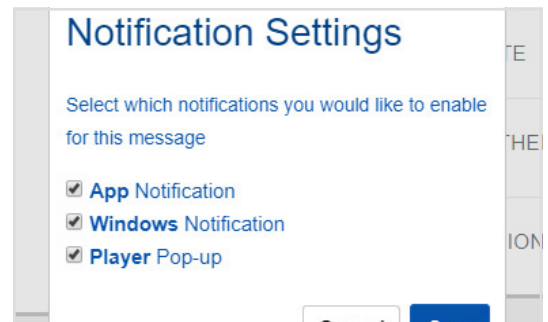 Notification Settings
Select which notifications you would like to enable
for this message
App Notification
Windows Notification
Player Pop-up